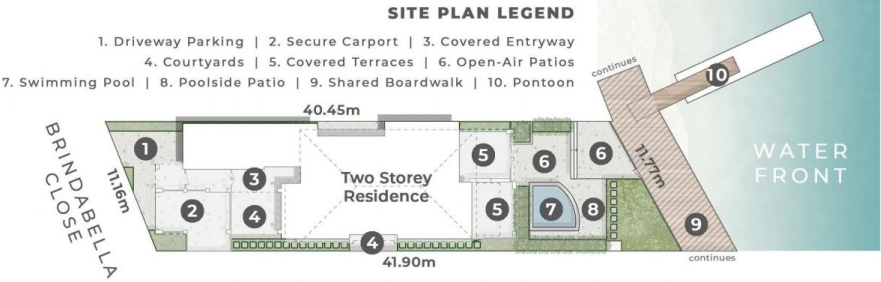 SITE PLAN LEGEND
1. Driveway Parking | 2. Secure Carport | 3. Covered Entryway
4. Courtyards | 5. Covered Terraces | 6. Open-Air Patios
7. Swimming Pool | 8. Poolside Patio | 9. Shared Boardwalk | 10. Pontoon
continues
10
40.45m
BRINDABELLA
CLOSE
11.16m
1
2
3
4
Two Storey
Residence
4
5
5
6
6
7
8
11.77m
9
WATER
FRONT
41.90m
continues